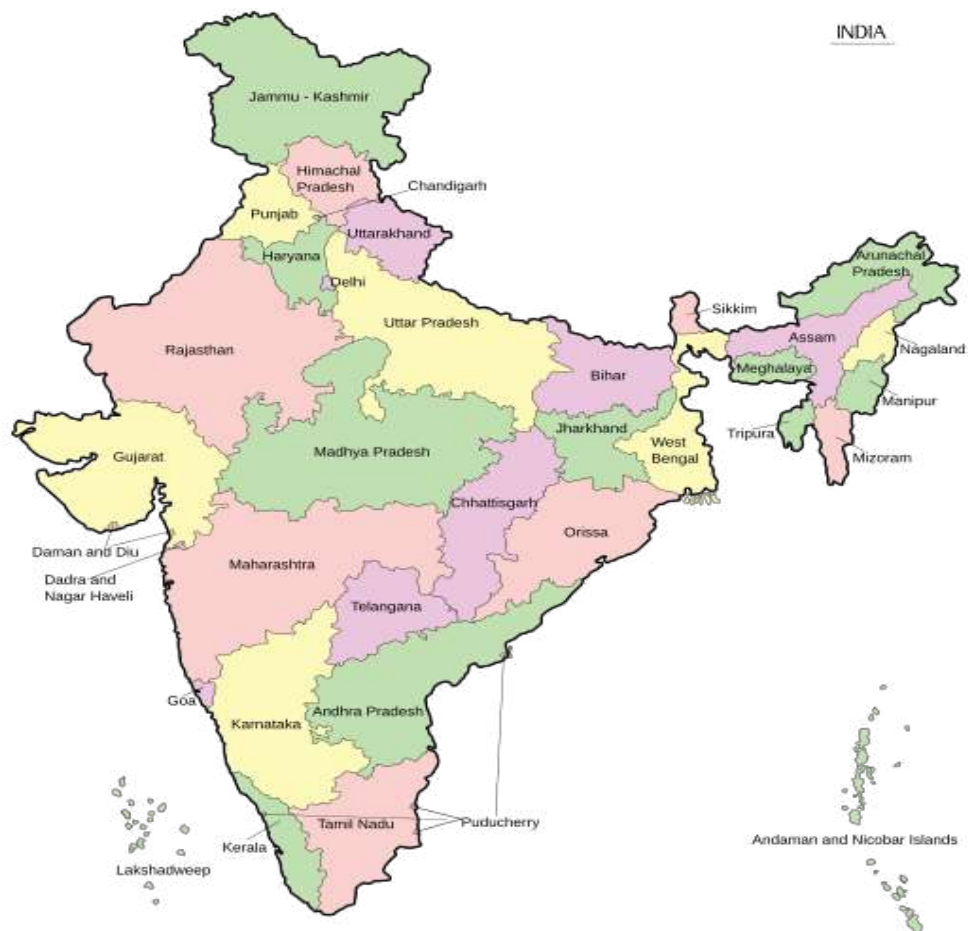 INDIA
Jammu - Kashmir
Himachal
Pradesh
Chandigarh
Punjab
Uttarakhand
Haryana
Delhi
Arunachal
Pradesh
Sikkim
Uttar Pradesh
Assam
Rajasthan
Nagaland
Meghalaya
Bihar
Manipur
Jharkhand
Tripura
West
Bengal
Gujarat
Madhya Pradesh
Mizoram
Chhattisgarh
Orissa
Daman and Diu
Maharashtra
Dadra and
Nagar Haveli
Telangana
Goa
Andhra Pradesh
Karnataka
Puducherry
Tamil Nadu
Kerala
Andaman and Nicobar Islands
Lakshadweep